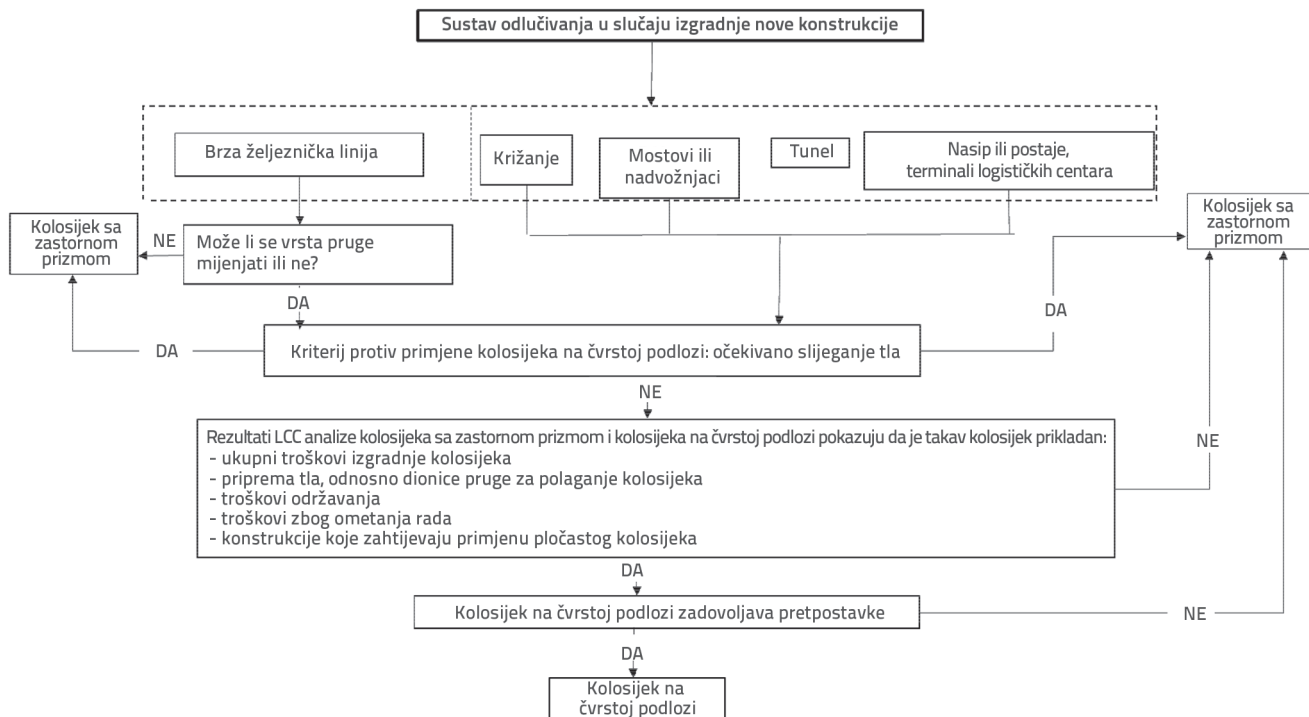 Sustav odlučivanja u slučaju izgradnje nove konstrukcije
Brza željeznička linija
Križanje
Mostovi ili
nadvožnjaci
Tunel
Nasip ili postaje,
terminali logističkih centara
Kolosijek sa
zastornom
prizmom
NE
Može li se vrsta pruge
mijenjati ili ne?
Kolosijek sa
zastornom
prizmom
DA
DA
DA
Kriterij protiv primjene kolosijeka na čvrstoj podlozi: očekivano slijeganje tla
NE
Rezultati LCC analize kolosijeka sa zastornom prizmom i kolosijeka na čvrstoj podlozi pokazuju da je takav kolosijek prikladan:
- ukupni troškovi izgradnje kolosijeka
- priprema tla, odnosno dionice pruge za polaganje kolosijeka
- troškovi održavanja
- troškovi zbog ometanja rada
- konstrukcije koje zahtijevaju primjenu pločastog kolosijeka
NE
DA
Kolosijek na čvrstoj podlozi zadovoljava pretpostavke
NE
DA
Kolosijek na
čvrstoj podlozi